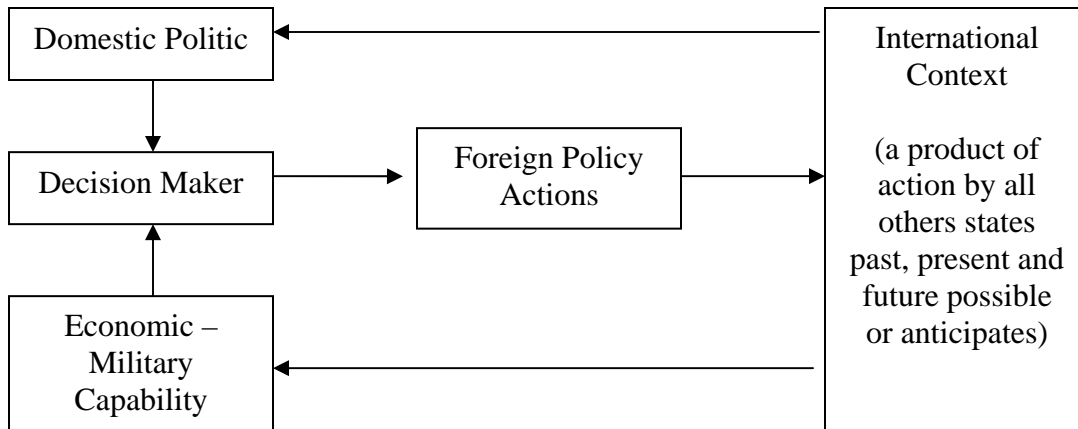 Domestic Politic
Decision Maker
Economic –
Military
Capability
Foreign Policy
Actions
International
Context
(a product of
action by all
others states
past, present and
future possible
or anticipates)